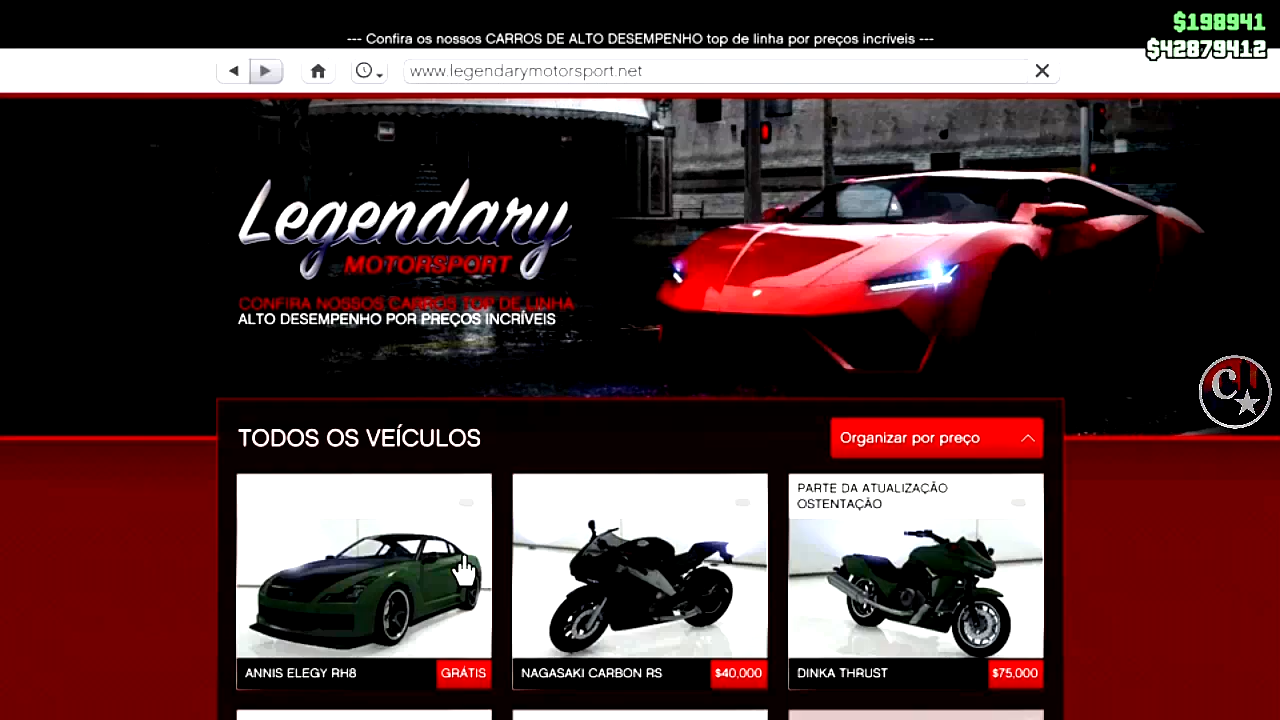 $198941
--- Confira os nossos CARROS DE ALTO DESEMPENHO top de linha por preços incríveis ---
$42879412
www.legendarymotorsport.net
Legendary
MOTORSPORT
CONFIRA NOSSOS CARROS TOP DE LINHA
ALTO DESEMPENHO POR PREÇOS INCRÍVEIS
C
TODOS OS VEÍCULOS
Organizar por preço
PARTE DA ATUALIZAÇÃO
OSTENTAÇÃO
ANNIS ELEGY RH8
GRÁTIS
NAGASAKI CARBON RS
$40,000
DINKA THRUST
$75,000